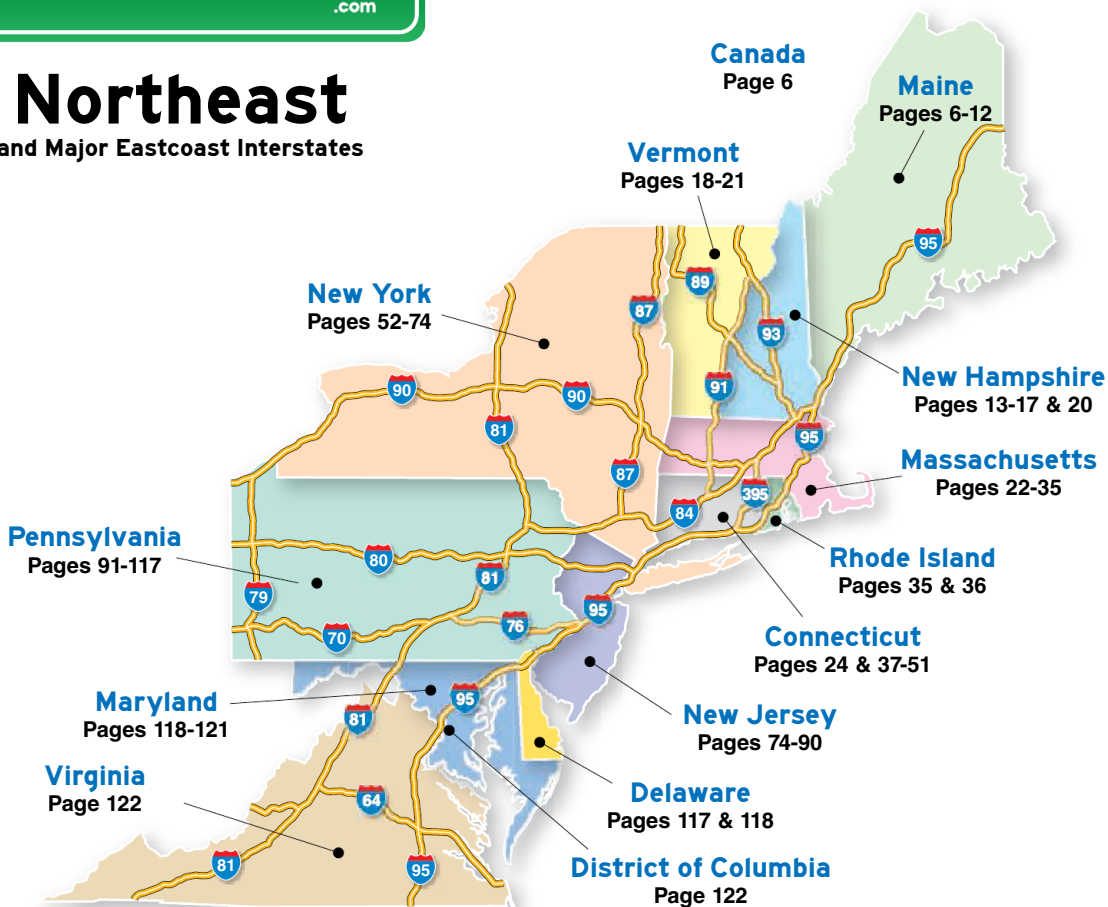 .com
Northeast
and Major Eastcoast Interstates
Canada
Page 6
Maine
Pages 6-12
Vermont
Pages 18-21
New York
Pages 52-74
New Hampshire
Pages 13-17 & 20
Massachusetts
Pages 22-35
Pennsylvania
Pages 91-117
Rhode Island
Pages 35 & 36
Connecticut
Pages 24 & 37-51
Maryland
Pages 118-121
New Jersey
Pages 74-90
Virginia
Page 122
Delaware
Pages 117 & 118
District of Columbia
Page 122
95
89
87
93
91
90
90
81
95
87
395
84
80
81
79
95
76
70
95
81
64
81
95